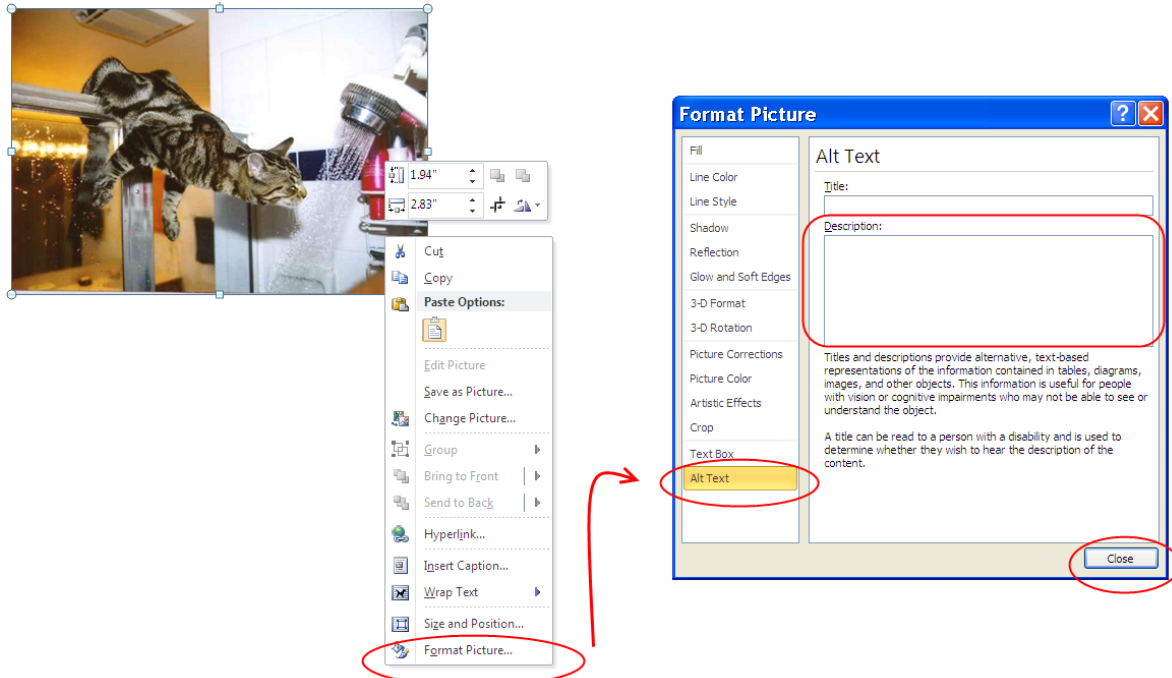 1.94"
2.83"
Cut
Copy
Paste Options:
Edit Picture
Save as Picture...
Change Picture...
Group
Bring to Front
Send to Back
Hyperlink...
Insert Caption...
Wrap Text
Size and Position...
Format Picture...
Format Picture
Fill
Line Color
Line Style
Shadow
Reflection
Glow and Soft Edges
3-D Format
3-D Rotation
Picture Corrections
Picture Color
Artistic Effects
Crop
Text Box
Alt Text
Alt Text
Title:
Description:
Titles and descriptions provide alternative, text-based
representations of the information contained in tables, diagrams,
images, and other objects. This information is useful for people
with vision or cognitive impairments who may not be able to see or
understand the object.
A title can be read to a person with a disability and is used to
determine whether they wish to hear the description of the
content.
Close